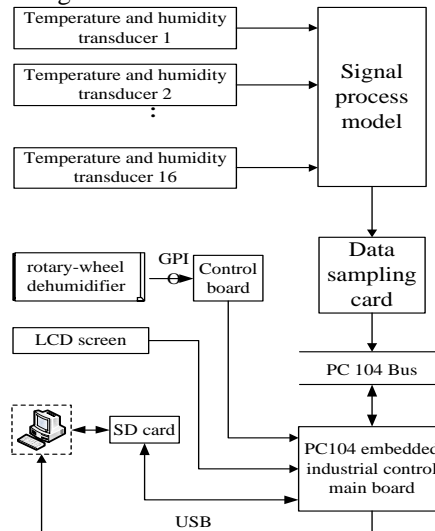 Temperature and humidity
transducer 1
Temperature and humidity
transducer 2
Temperature and humidity
transducer 16
Signal
process
model
Data
sampling
card
PC 104 Bus
rotary-wheel
dehumidifier
GPI
Control
board
LCD screen
SD card
PC104 embedded
industrial control
main board
USB